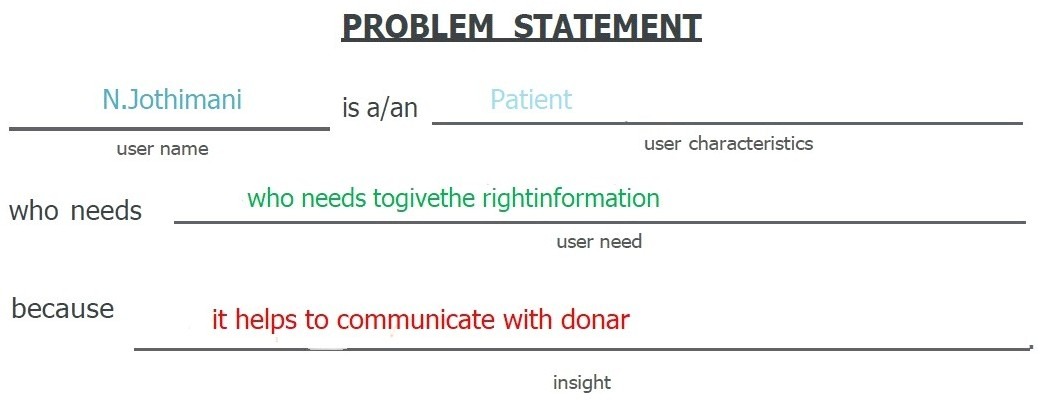 PROBLEM STATEMENT
N.Jothimani is a/an Patient
user name user characteristics
who needs who needs togivethe rightinformation
user need
because it helps to communicate with donar .
insight